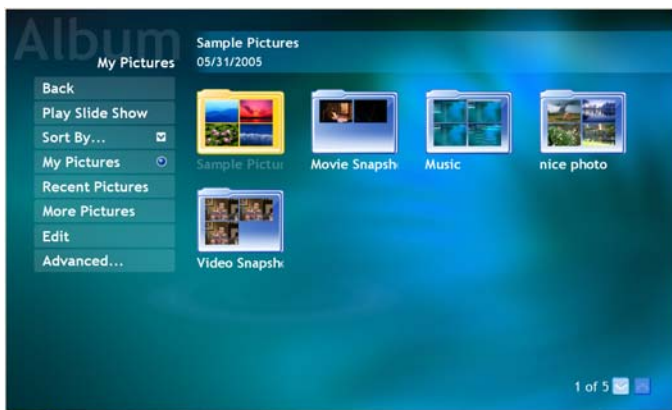 Album
My Pictures
Sample Pictures
05/31/2005
Back
Play Slide Show
Sort By...
My Pictures
Recent Pictures
More Pictures
Edit
Advanced...
Sample Pictur
Movie Snapsh
Music
nice photo
Video Snapsh
1 of 5